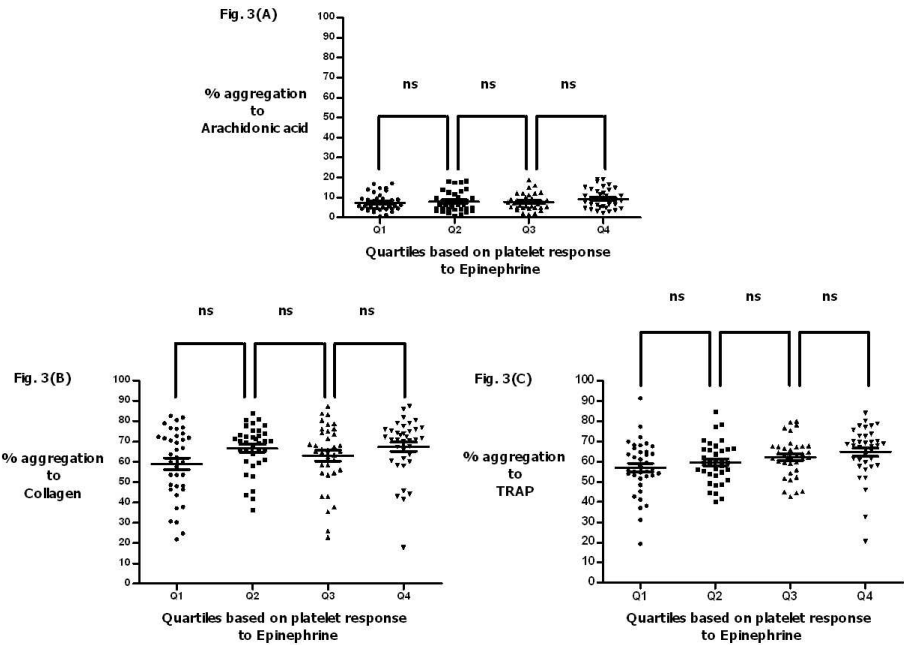 Fig. 3(A)
100
90
80
70
60
50
40
30
20
10
0
% aggregation
to
Arachidonic acid
ns ns ns
Q1 Q2 Q3 Q4
Quartiles based on platelet response
to Epinephrine
Fig. 3(B)
ns ns ns
100
90
80
70
60
50
40
30
20
10
0
% aggregation
to
Collagen
Q1 Q2 Q3 Q4
Quartiles based on platelet response
to Epinephrine
Fig. 3(C)
ns ns ns
100
90
80
70
60
50
40
30
20
10
0
% aggregation
to
TRAP
Q1 Q2 Q3 Q4
Quartiles based on platelet response
to Epinephrine